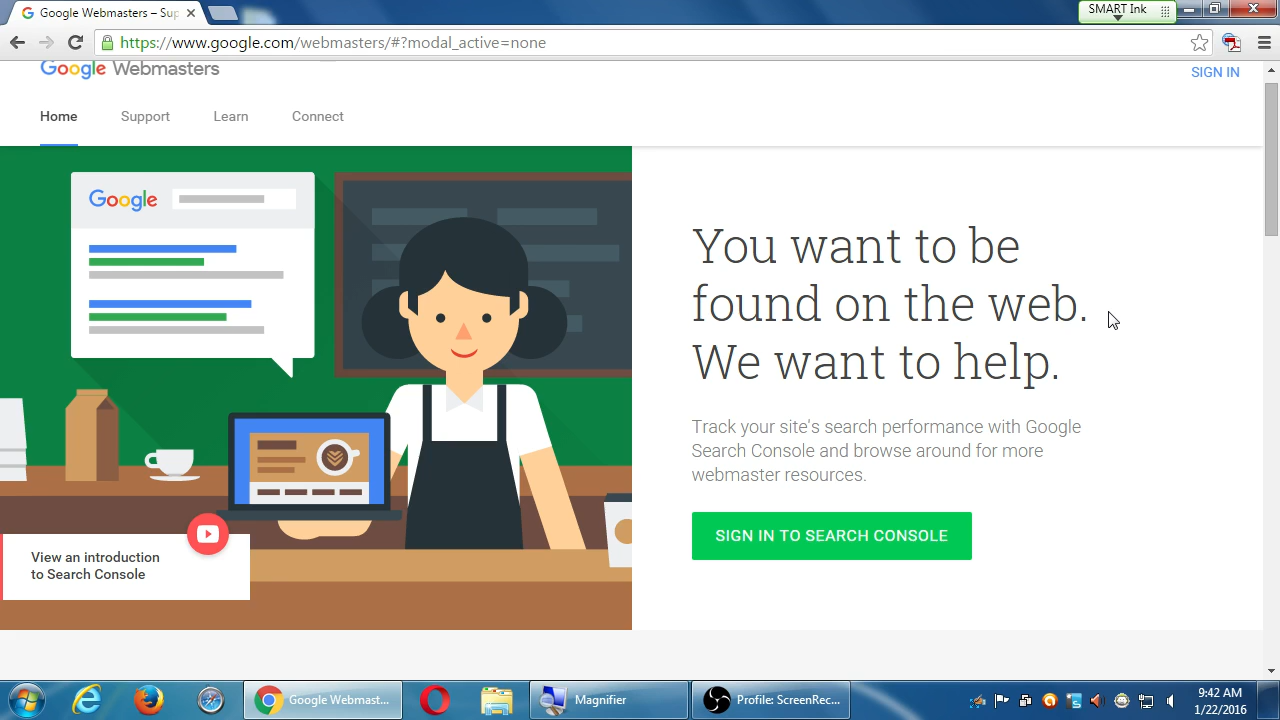 Google Webmasters – Sup
SMART Ink
https://www.google.com/webmasters/#?modal_active=none
Google Webmasters
SIGN IN
Home
Support
Learn
Connect
Google
You want to be
found on the web.
We want to help.
Track your site's search performance with Google
Search Console and browse around for more
webmaster resources.
SIGN IN TO SEARCH CONSOLE
View an introduction
to Search Console
Google Webmast...
Magnifier
Profile: ScreenRec...
9:42 AM
1/22/2016